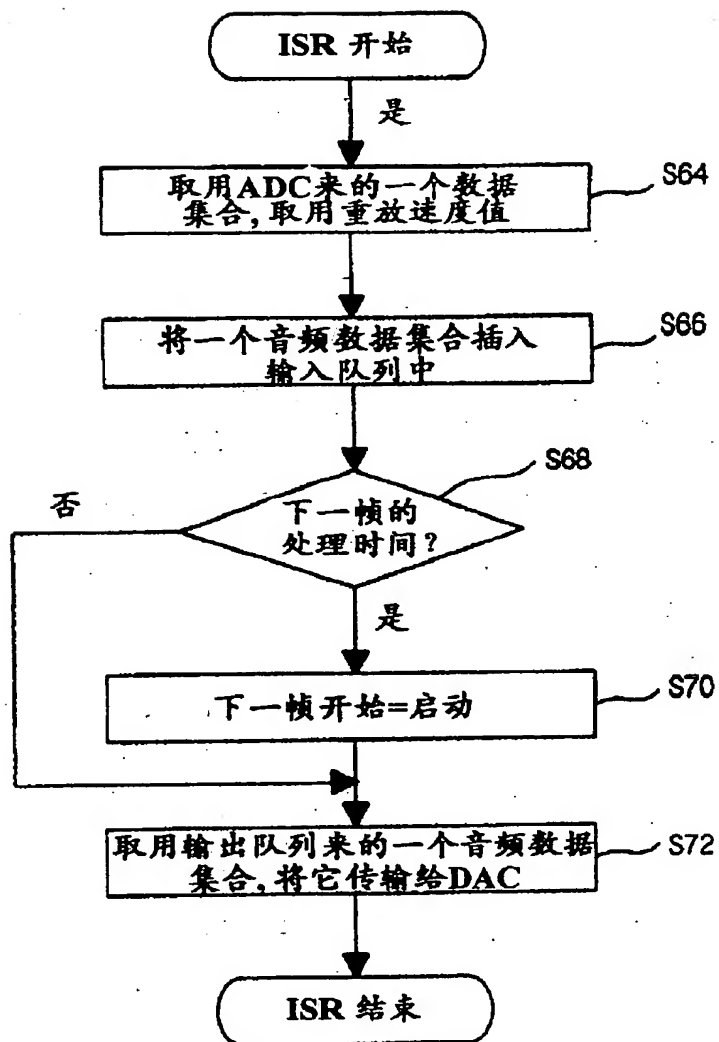 ISR 开始
是
取用ADC来的一个数据
集合,取用重放速度值
S64
将一个音频数据集合插入
输入队列中
S66
S68
否
下一帧的
处理时间?
是
下一帧开始=启动
S70
取用输出队列来的一个音频数据
集合,将它传输给DAC
S72
ISR 结束